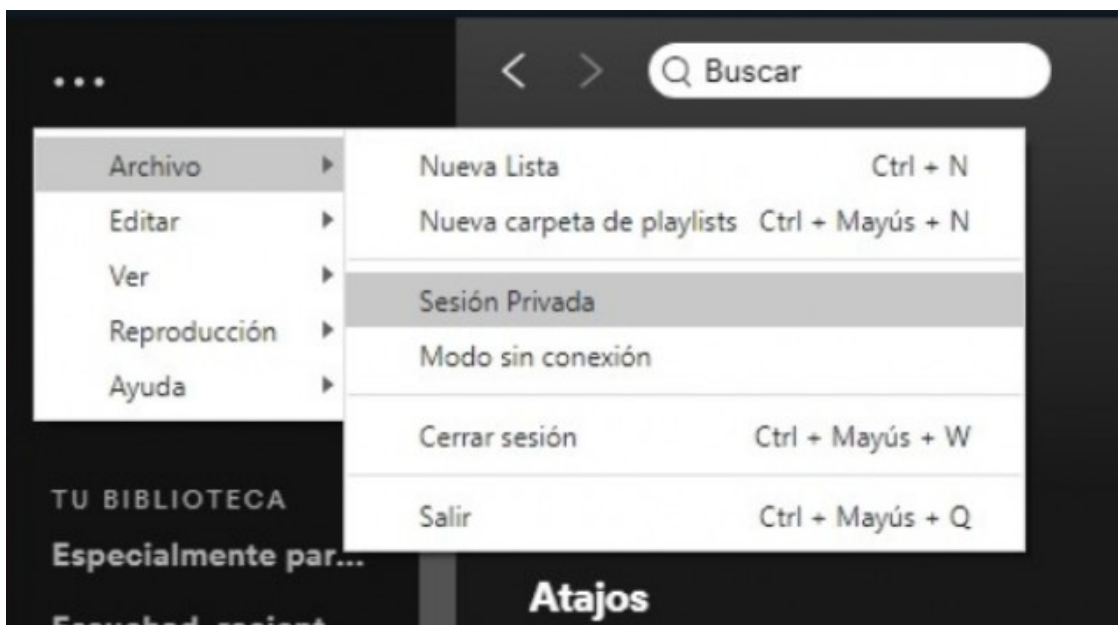 ...
Buscar
Archivo
Editar
Ver
Reproducción
Ayuda
Nueva Lista Ctrl + N
Nueva carpeta de playlists Ctrl + Mayús + N
Sesión Privada
Modo sin conexión
Cerrar sesión Ctrl + Mayús + W
Salir Ctrl + Mayús + Q
TU BIBLIOTECA
Especialmente par...
Atajos